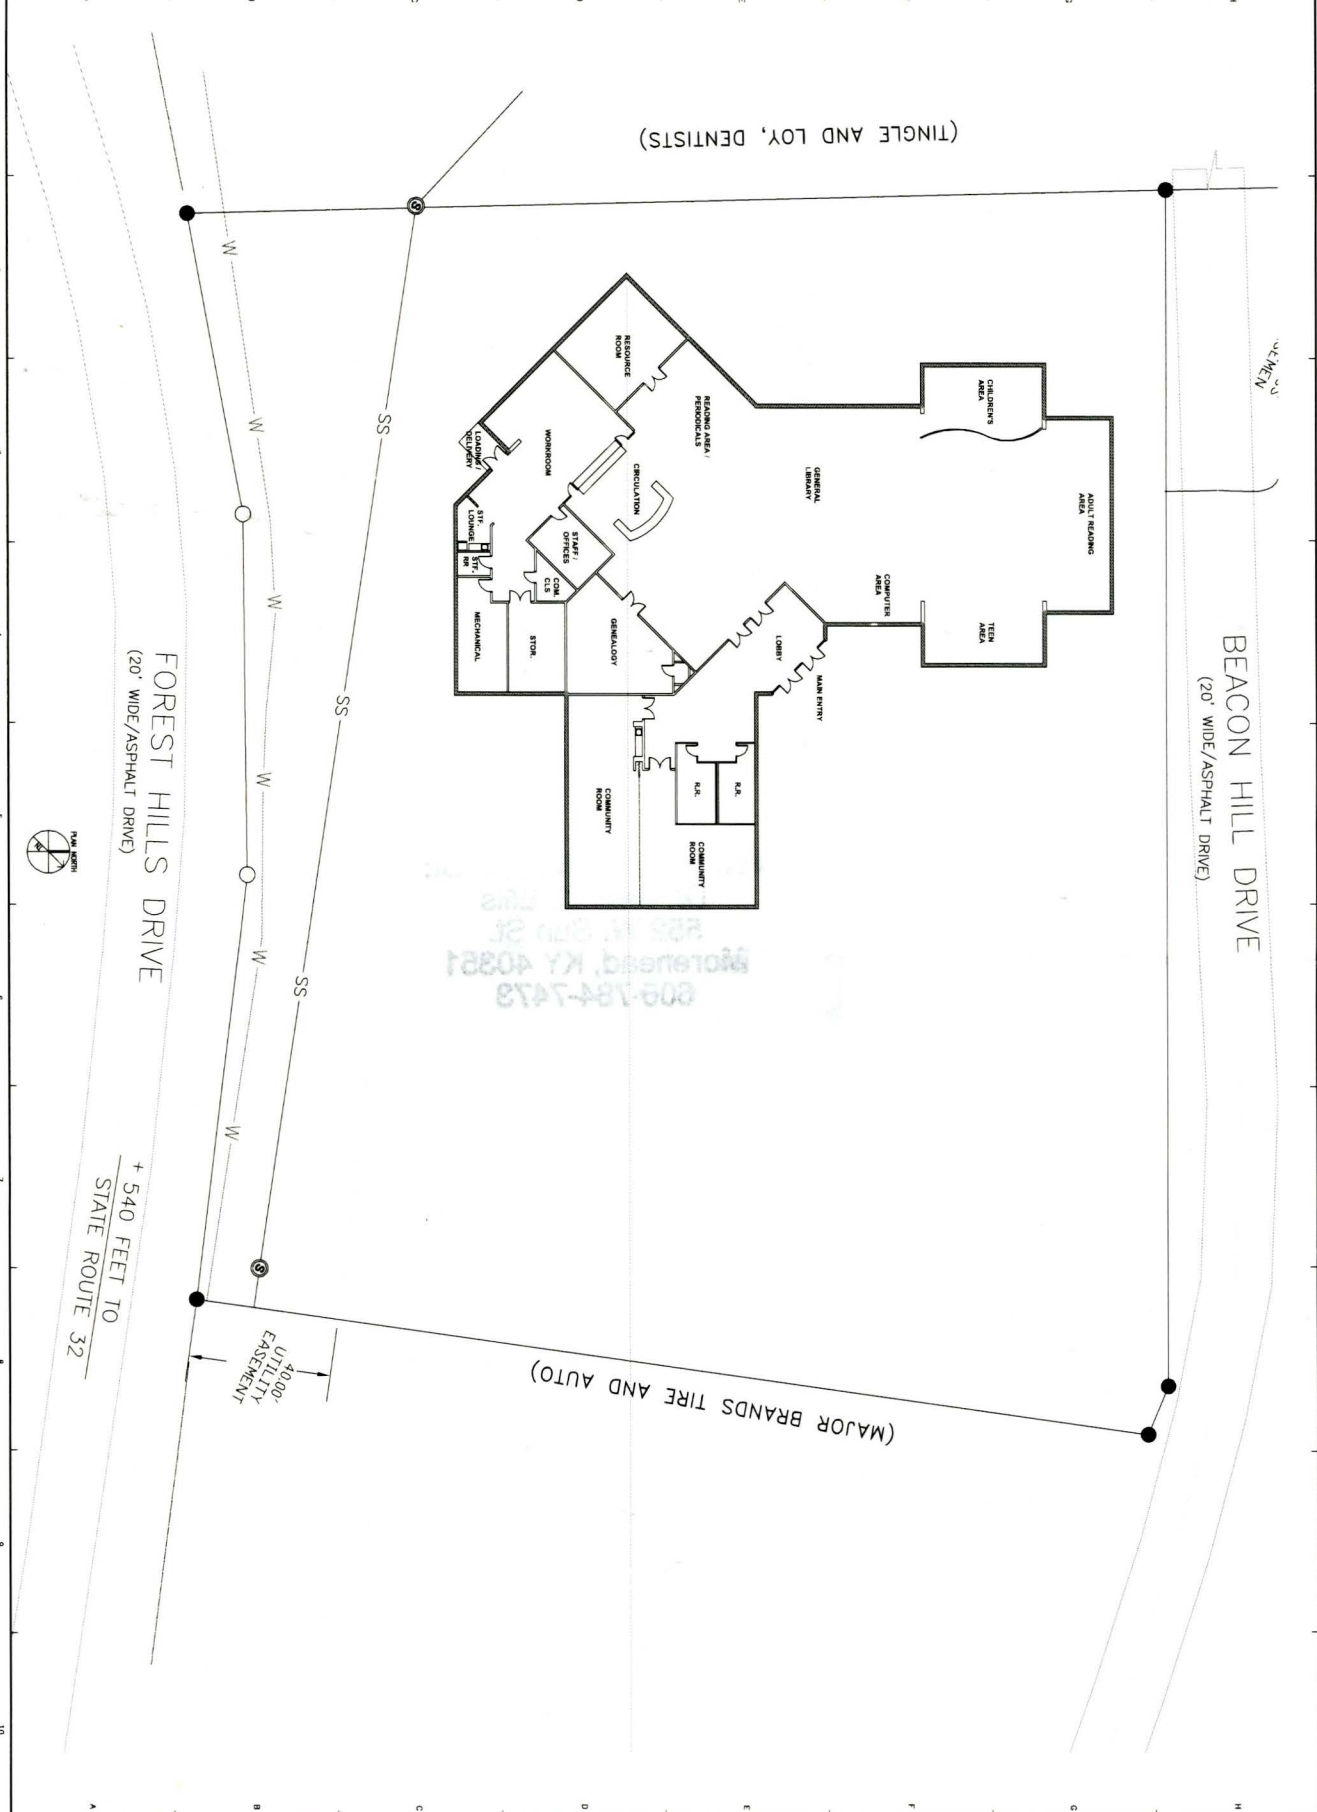 (TINGLE AND LOY, DENTISTS)
BEACON HILL DRIVE
(20' WIDE/ASPHALT DRIVE)
CHILDREN'S
AREA
ADULT READING
AREA
TEEN
AREA
GENERAL
LIBRARY
COMPUTER
AREA
READING AREA /
PERIODICALS
RESOURCE
ROOM
CIRCULATION
WORKROOM
LOADING /
DELIVERY
STF.
LOUNGE
STF.
RR
STAFF /
OFFICES
COM.
CLS
MECHANICAL
STOR.
GENEALOGY
LOBBY
MAIN ENTRY
R.R.
R.R.
COMMUNITY
ROOM
COMMUNITY
ROOM
St.
Morehead, KY 40351
606-784-7473
W
W
W
W
W
W
SS
SS
SS
S
S
FOREST HILLS DRIVE
(20' WIDE/ASPHALT DRIVE)
PLAN NORTH
+ 540 FEET TO
STATE ROUTE 32
40.00'
UTILITY
EASEMENT
(MAJOR BRANDS TIRE AND AUTO)
A
B
C
D
E
F
G
H